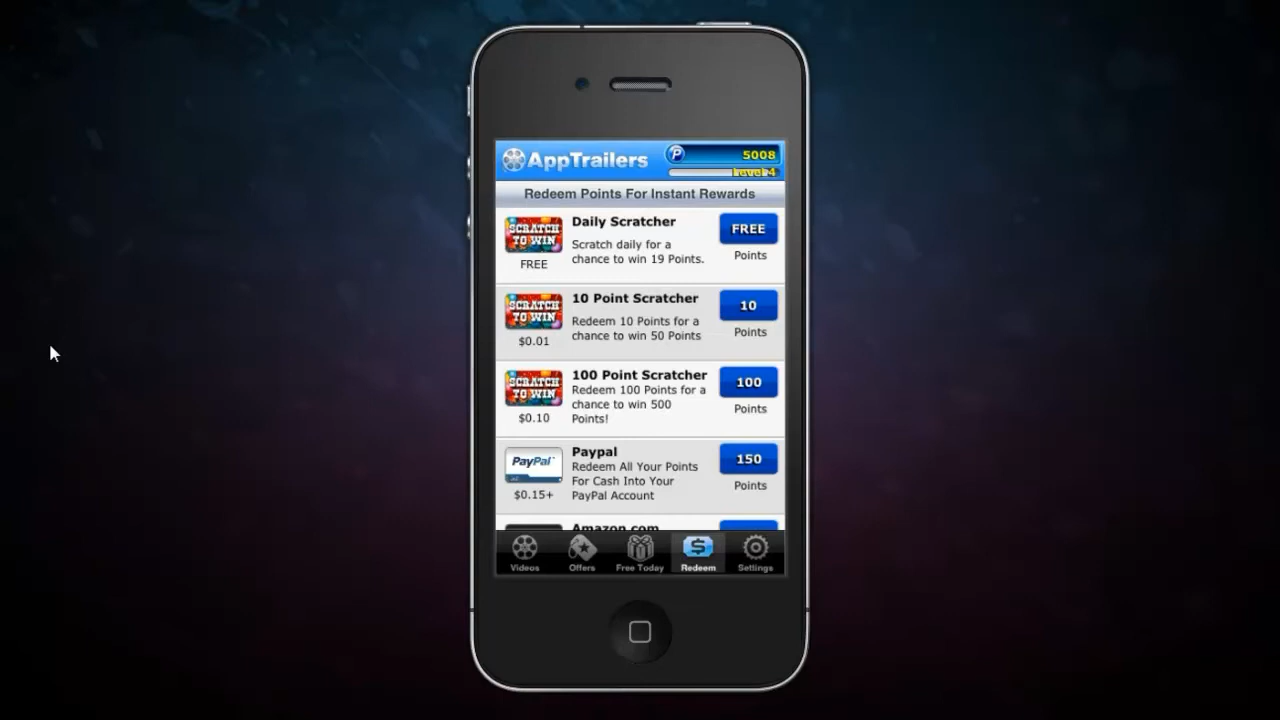 AppTrailers
P
5008
Level 4
Redeem Points For Instant Rewards
SCRATCH
TO WIN
FREE
Daily Scratcher
Scratch daily for a
chance to win 19 Points.
FREE
Points
SCRATCH
TO WIN
$0.01
10 Point Scratcher
Redeem 10 Points for a
chance to win 50 Points
10
Points
SCRATCH
TO WIN
$0.10
100 Point Scratcher
Redeem 100 Points for a
chance to win 500
Points!
100
Points
PayPal
$0.15+
Paypal
Redeem All Your Points
For Cash Into Your
PayPal Account
150
Points
Amazon.com
Videos
Offers
Free Today
$
Redeem
Settings